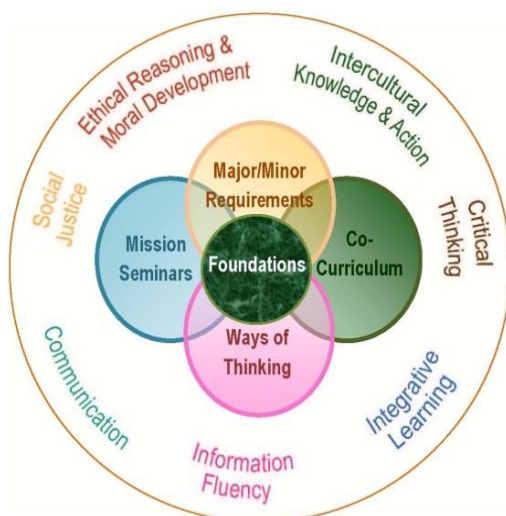 Ethical Reasoning &
Moral Development
Intercultural
Knowledge & Action
Social
Justice
Critical
Thinking
Major/Minor
Requirements
Mission
Seminars
Foundations
Co-
Curriculum
Ways of
Thinking
Communication
Integrative
Learning
Information
Fluency